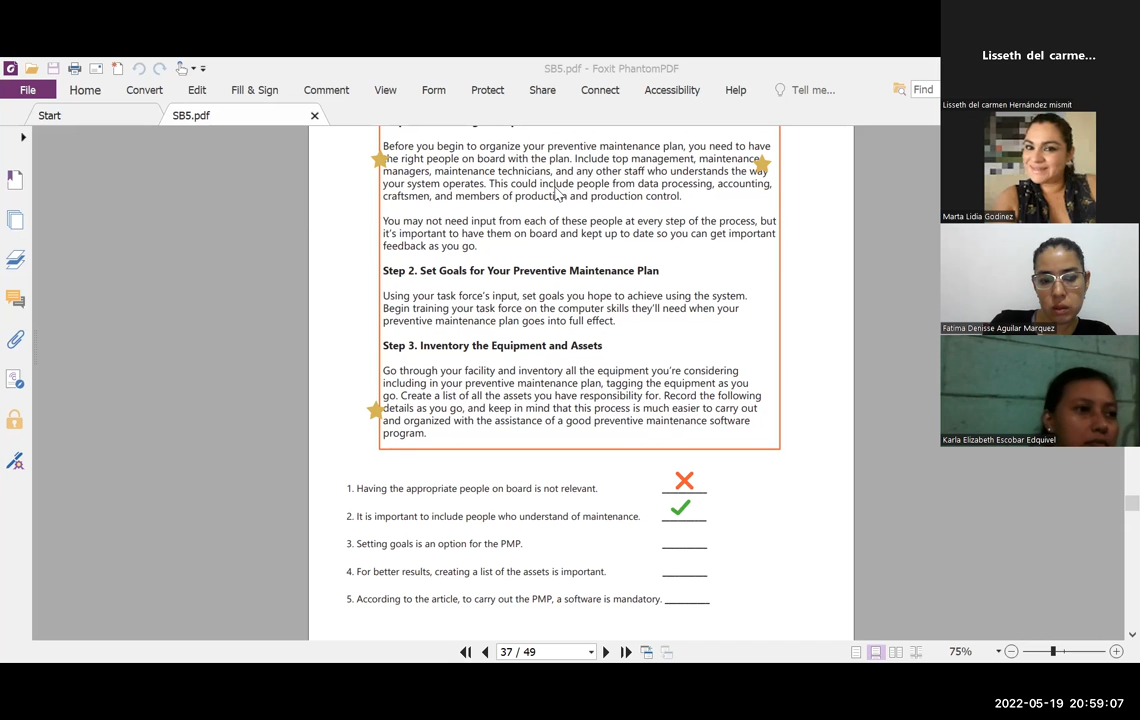 Lisseth del carme...
SB5.pdf - Foxit PhantomPDF
File Home Convert Edit Fill & Sign Comment View Form Protect Share Connect Accessibility Help Tell me... Find
Lisseth del carmen Hernández mismit
Start SB5.pdf
Before you begin to organize your preventive maintenance plan, you need to have
the right people on board with the plan. Include top management, maintenance
managers, maintenance technicians, and any other staff who understands the way
your system operates. This could include people from data processing, accounting,
craftsmen, and members of production and production control.
Marta Lidia Godinez
You may not need input from each of these people at every step of the process, but
it's important to have them on board and kept up to date so you can get important
feedback as you go.
Step 2. Set Goals for Your Preventive Maintenance Plan
Using your task force's input, set goals you hope to achieve using the system.
Begin training your task force on the computer skills they'll need when your
preventive maintenance plan goes into full effect.
Fatima Denisse Aguilar Marquez
Step 3. Inventory the Equipment and Assets
Go through your facility and inventory all the equipment you're considering
including in your preventive maintenance plan, tagging the equipment as you
go. Create a list of all the assets you have responsibility for. Record the following
details as you go, and keep in mind that this process is much easier to carry out
and organized with the assistance of a good preventive maintenance software
program.
Karla Elizabeth Escobar Edquivel
1. Having the appropriate people on board is not relevant.
2. It is important to include people who understand of maintenance.
3. Setting goals is an option for the PMP.
4. For better results, creating a list of the assets is important.
5. According to the article, to carry out the PMP, a software is mandatory.
37 / 49
75%
2022-05-19 20:59:07